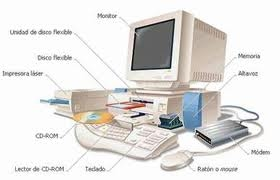 Monitor
Unidad de disco flexible
Disco flexible
Memoria
Impresora láser
Altavoz
CD-ROM
Módem
Lector de CD-ROM
Teclado
Ratón o mouse